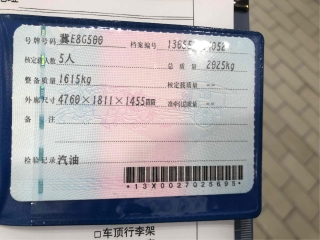 号牌号码 冀E8G500 档案编号
核定载人数 5人 总质量 2025kg
整备质量 1615kg 核定载质量 --
外廓尺寸 4760×1811×1455mm 准牵引总质量 --
备注
检验记录 汽油
*13X0027025695*
□车顶行李架